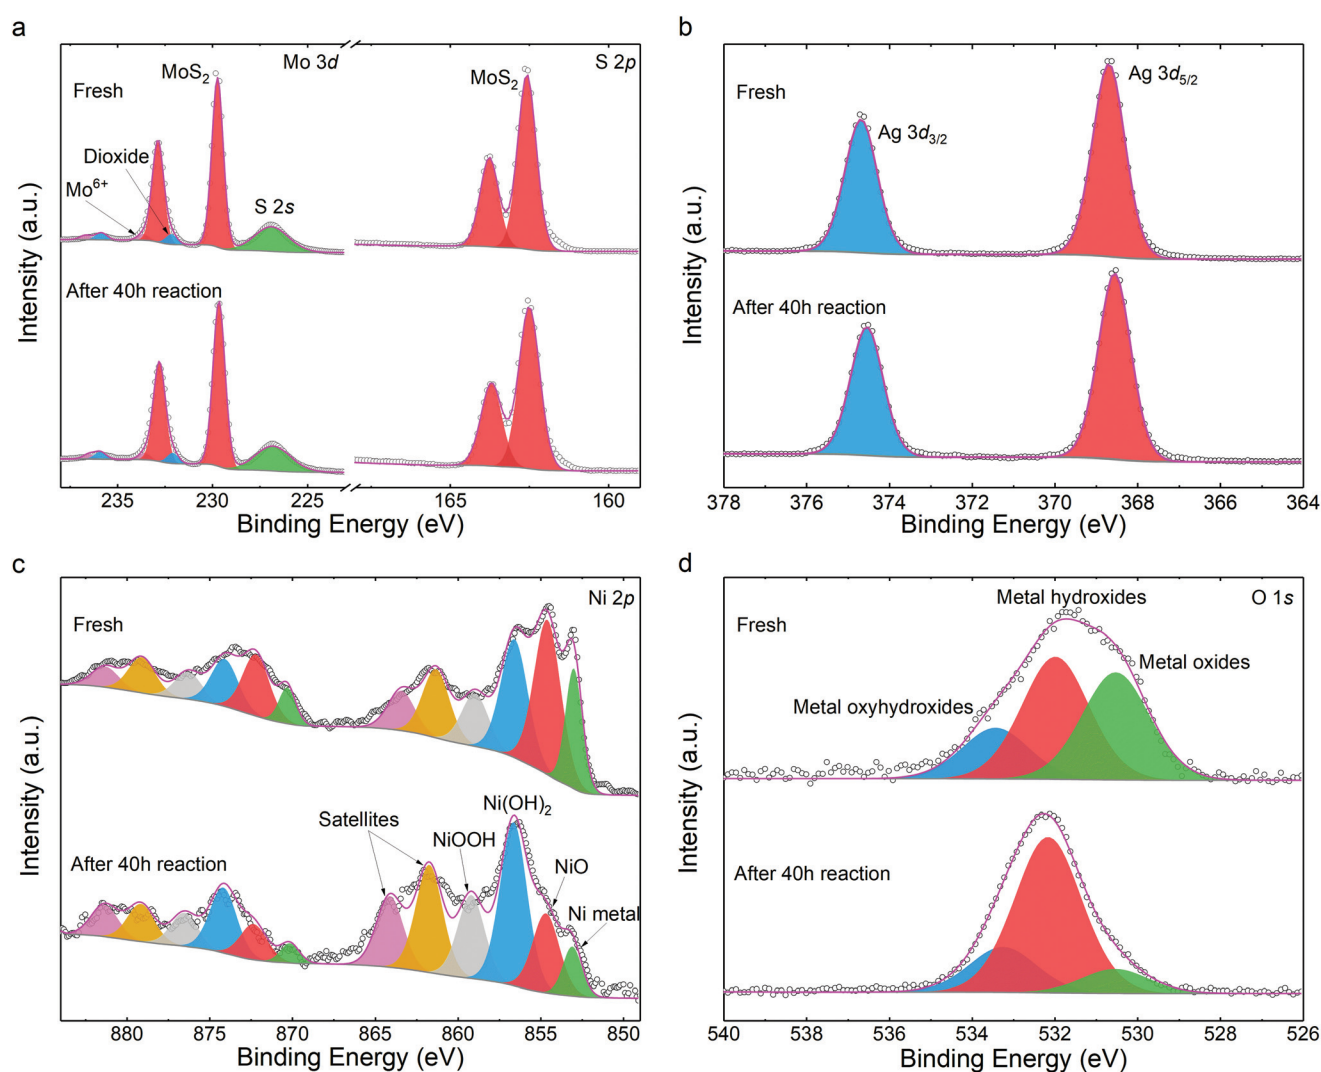 a
Intensity (a.u.)
Fresh
MoS2
Mo 3d
MoS2
S 2p
Dioxide
Mo6+
S 2s
After 40h reaction
235 230 225 165 160
Binding Energy (eV)
b
Intensity (a.u.)
Fresh
Ag 3d3/2
Ag 3d5/2
After 40h reaction
378 376 374 372 370 368 366 364
Binding Energy (eV)
c
Intensity (a.u.)
Ni 2p
Fresh
After 40h reaction
Satellites
NiOOH
Ni(OH)2
NiO
Ni metal
880 875 870 865 860 855 850
Binding Energy (eV)
d
Intensity (a.u.)
Metal hydroxides
O 1s
Fresh
Metal oxides
Metal oxyhydroxides
After 40h reaction
540 538 536 534 532 530 528 526
Binding Energy (eV)